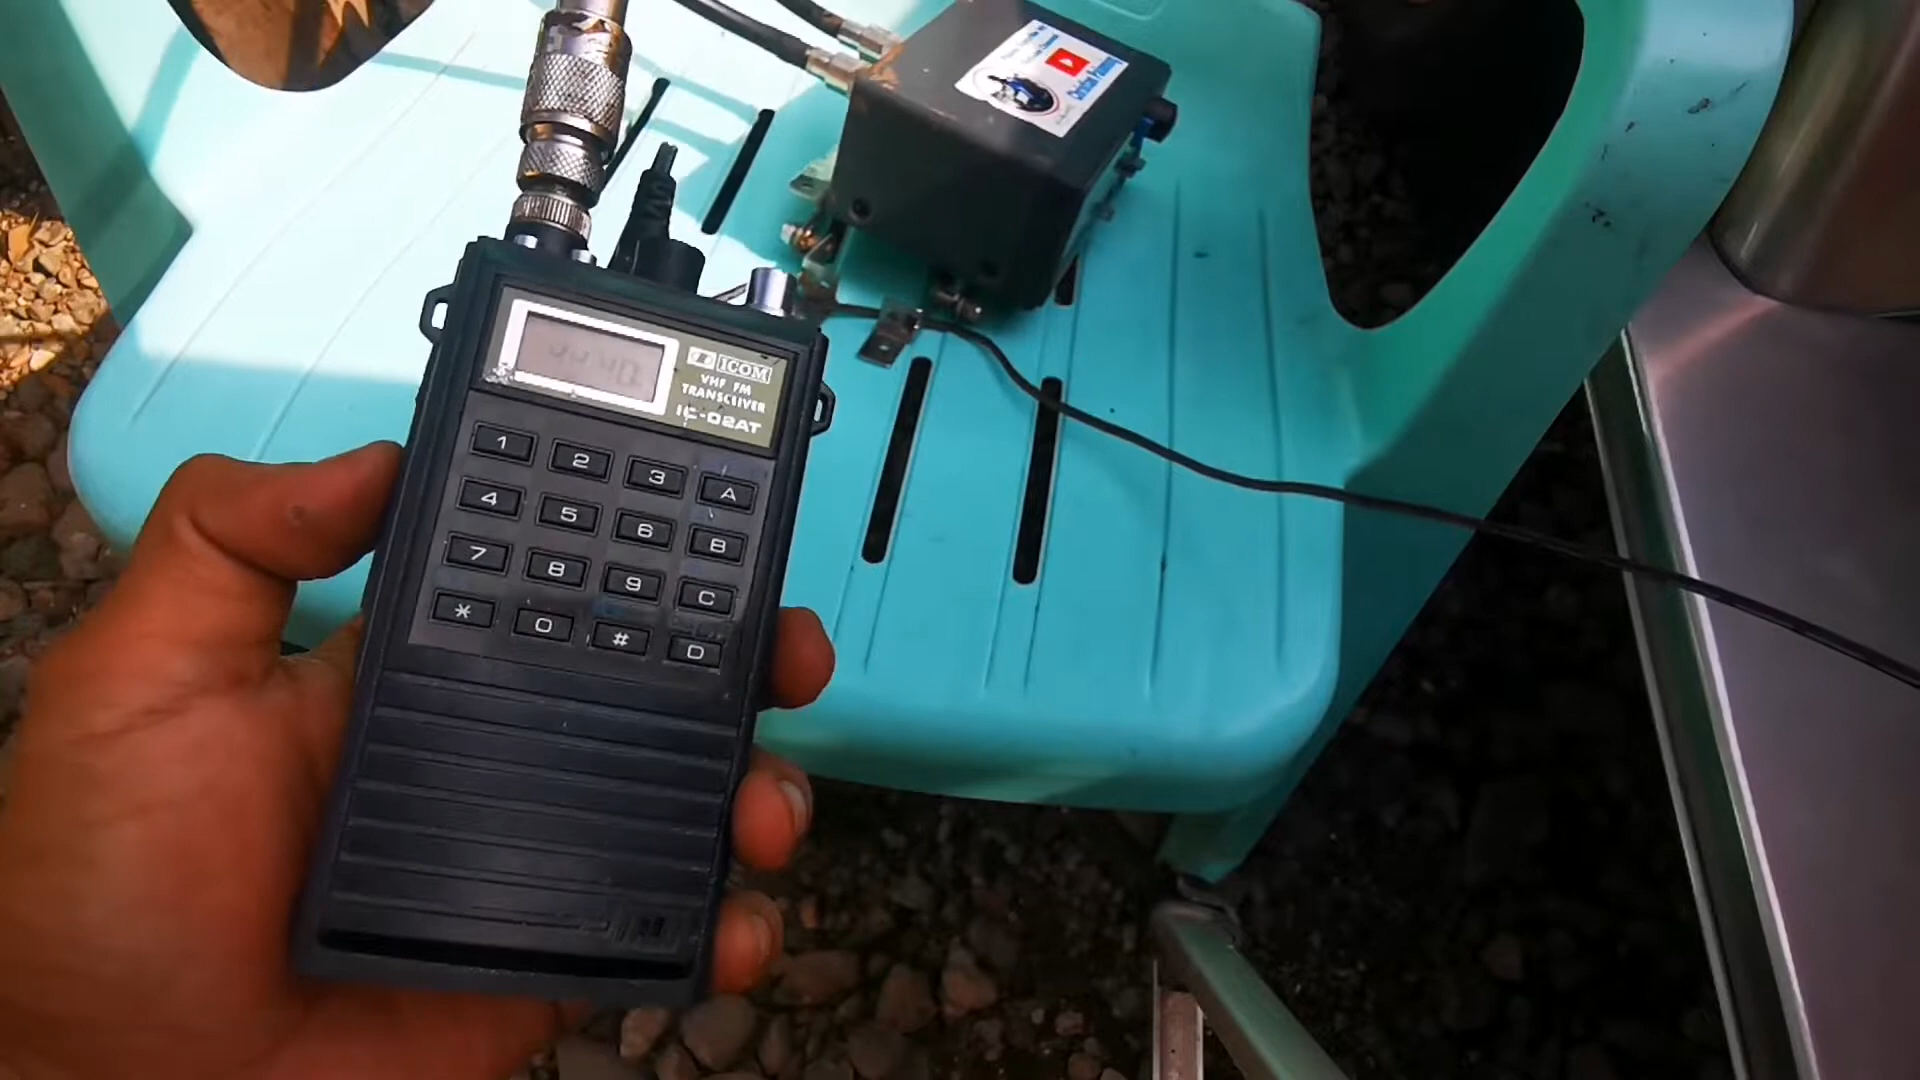 ICOM
VHF FM
TRANSCEIVER
IC-02AT
1 2 3 A
4 5 6 B
7 8 9 C
* 0 # D